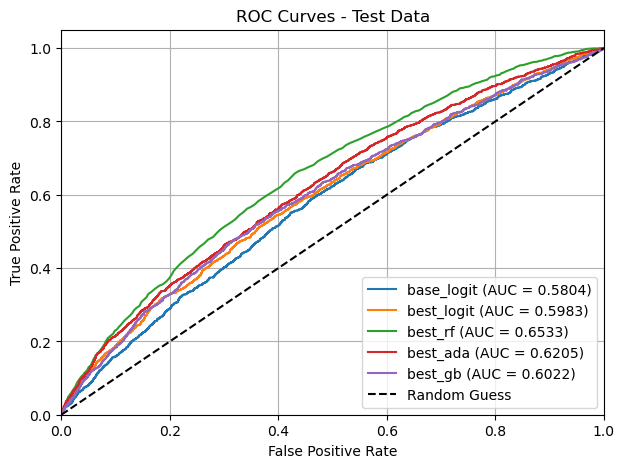 ROC Curves - Test Data
True Positive Rate
1.0
0.8
0.6
0.4
0.2
0.0
base_logit (AUC = 0.5804)
best_logit (AUC = 0.5983)
best_rf (AUC = 0.6533)
best_ada (AUC = 0.6205)
best_gb (AUC = 0.6022)
Random Guess
0.0 0.2 0.4 0.6 0.8 1.0
False Positive Rate